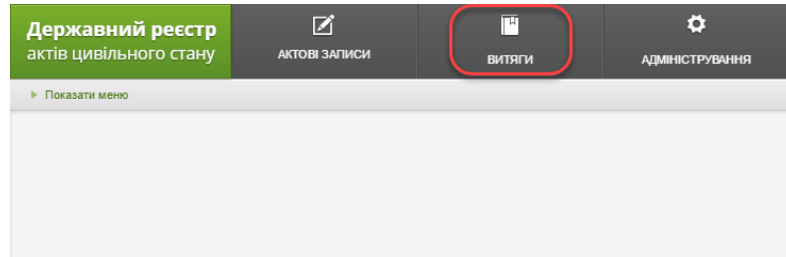 Державний реєстр
актів цивільного стану
АКТОВІ ЗАПИСИ
ВИТЯГИ
АДМІНІСТРУВАННЯ
Показати меню